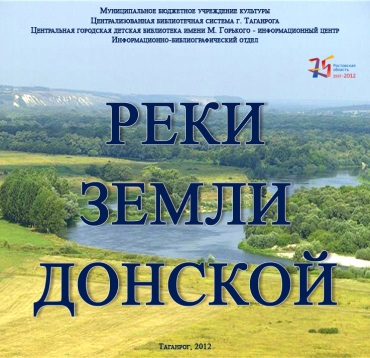 Муниципальное бюджетное учреждение культуры
Централизованная библиотечная система г. Таганрога
Центральная городская детская библиотека имени М. Горького - информационный центр
Информационно-библиографический отдел
75
Ростовская
область
1937-2012
РЕКИ
ЗЕМЛИ
ДОНСКОЙ
Таганрог, 2012